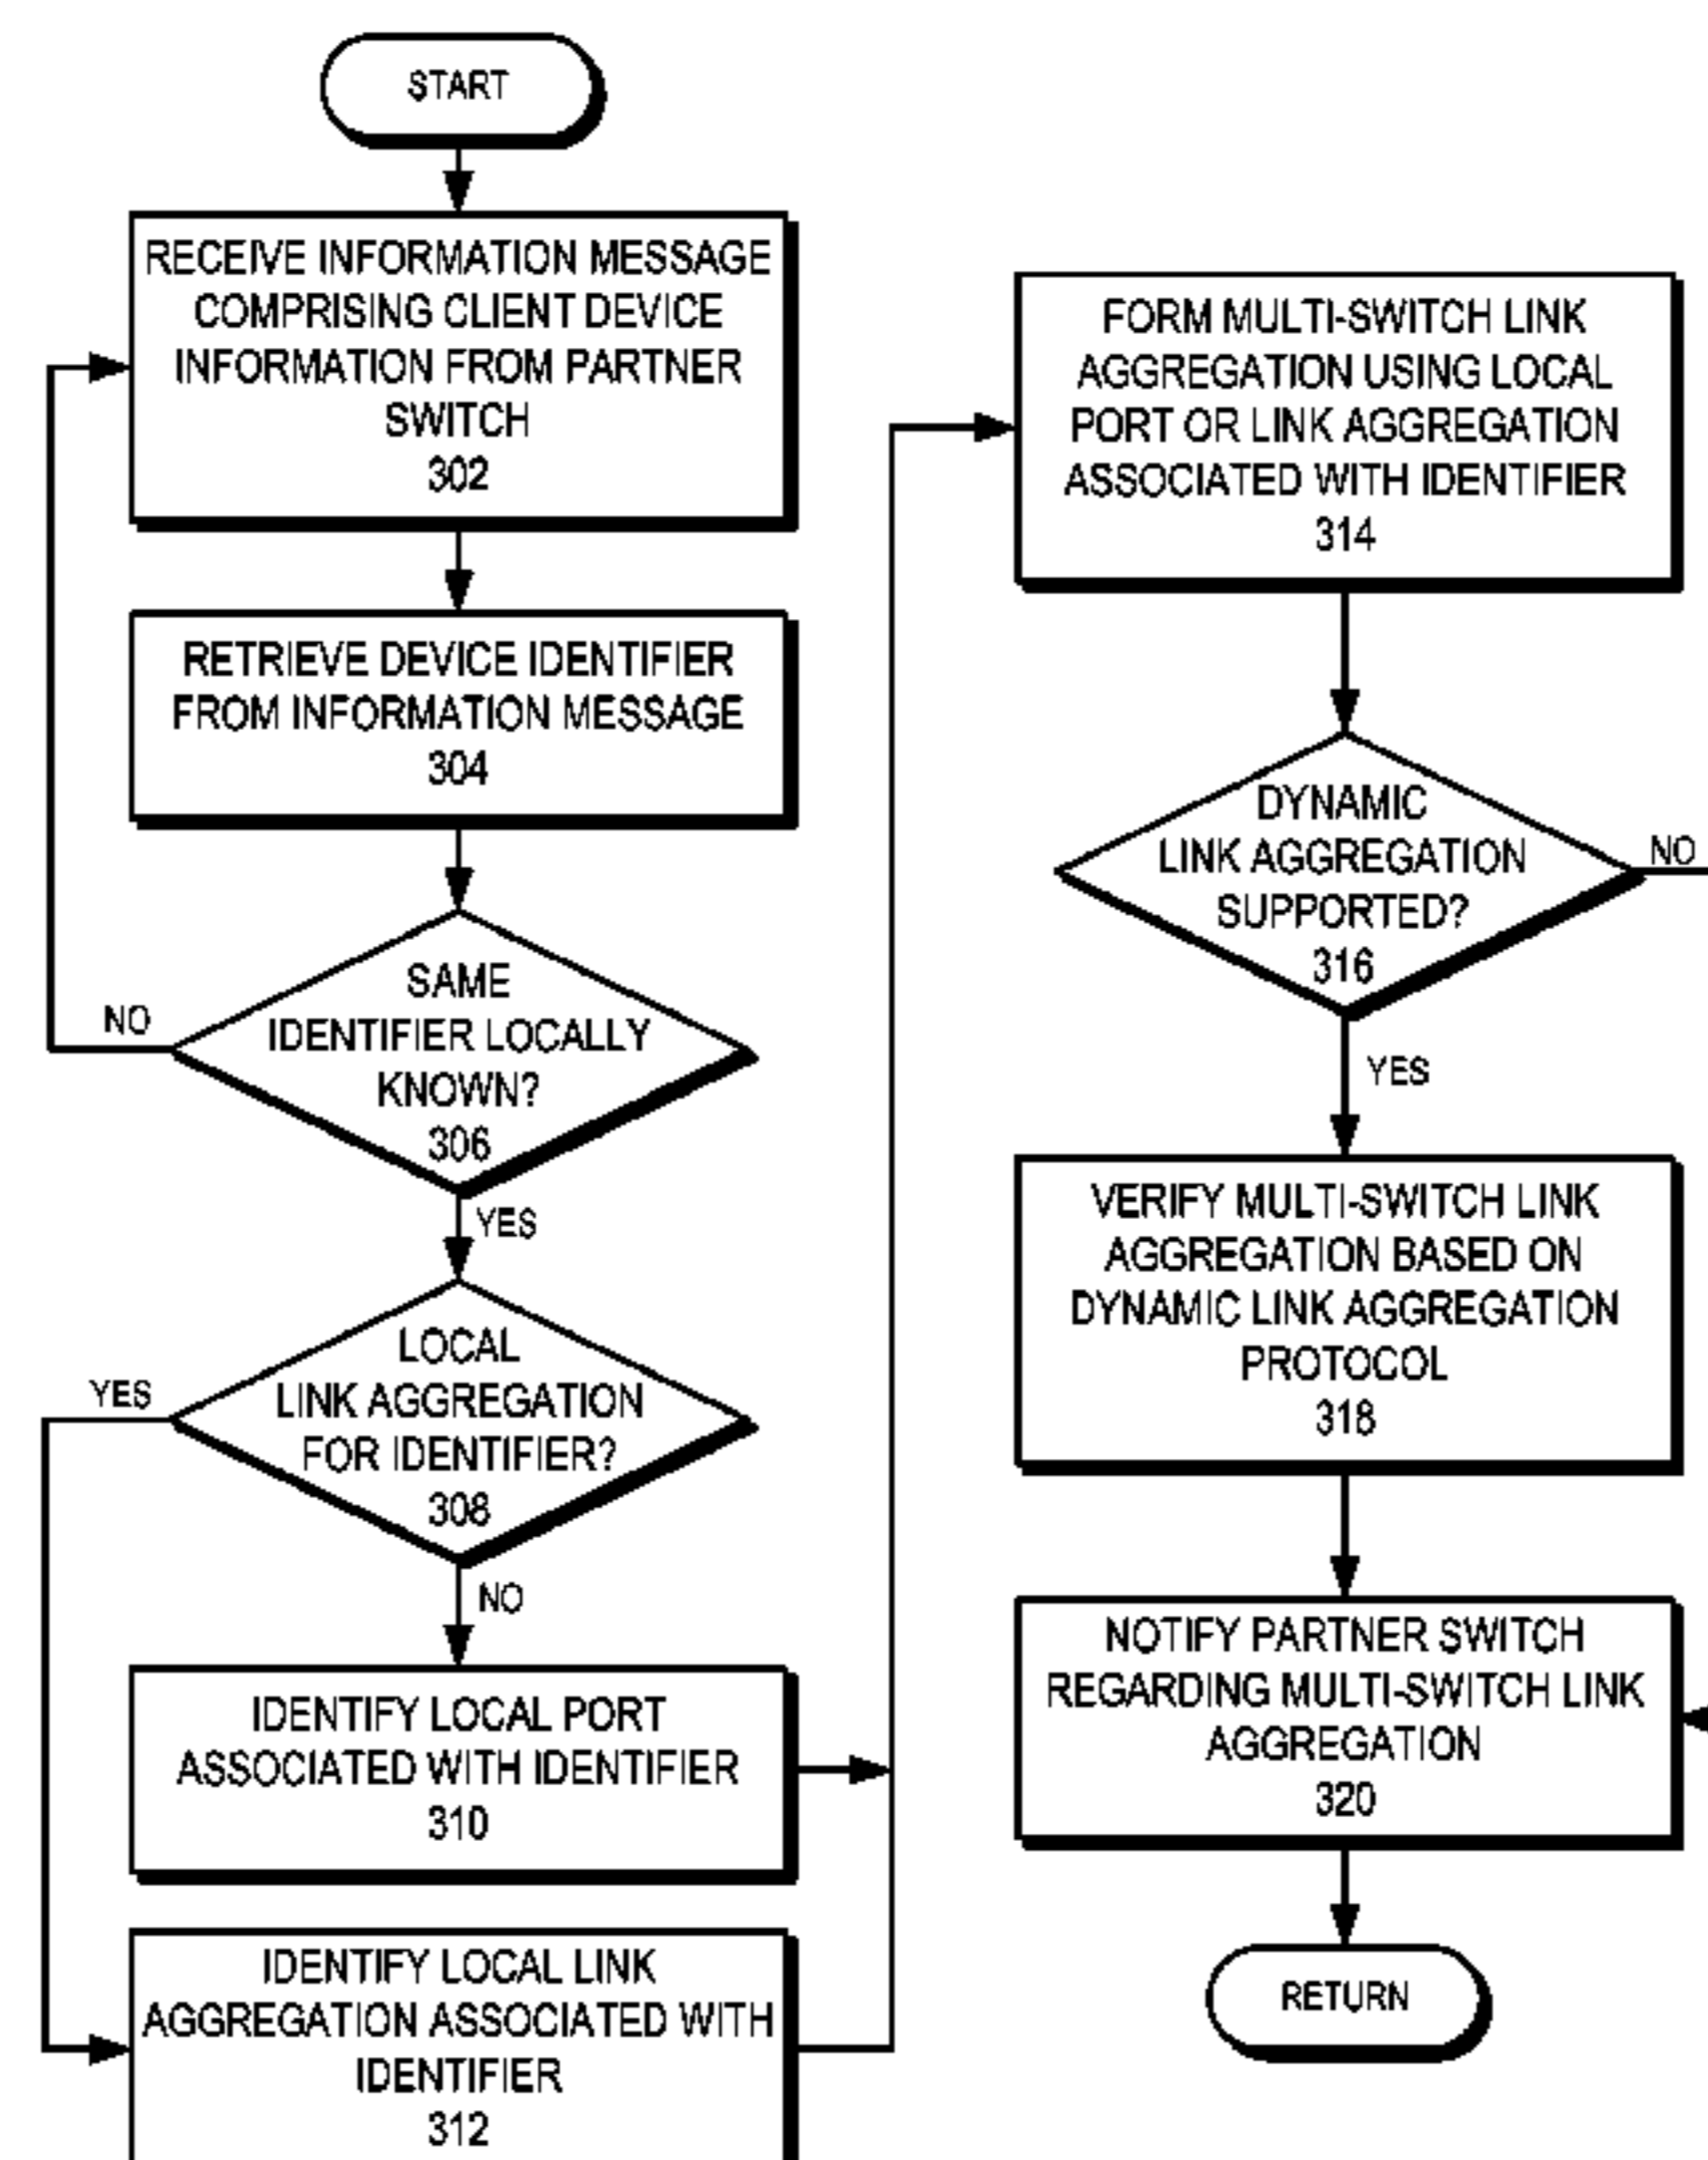 START
RECEIVE INFORMATION MESSAGE
COMPRISING CLIENT DEVICE
INFORMATION FROM PARTNER
SWITCH
302
RETRIEVE DEVICE IDENTIFIER
FROM INFORMATION MESSAGE
304
SAME
IDENTIFIER LOCALLY
KNOWN?
306
NO
YES
LOCAL
LINK AGGREGATION
FOR IDENTIFIER?
308
YES
NO
IDENTIFY LOCAL PORT
ASSOCIATED WITH IDENTIFIER
310
IDENTIFY LOCAL LINK
AGGREGATION ASSOCIATED WITH
IDENTIFIER
312
FORM MULTI-SWITCH LINK
AGGREGATION USING LOCAL
PORT OR LINK AGGREGATION
ASSOCIATED WITH IDENTIFIER
314
DYNAMIC
LINK AGGREGATION
SUPPORTED?
316
NO
YES
VERIFY MULTI-SWITCH LINK
AGGREGATION BASED ON
DYNAMIC LINK AGGREGATION
PROTOCOL
318
NOTIFY PARTNER SWITCH
REGARDING MULTI-SWITCH LINK
AGGREGATION
320
RETURN